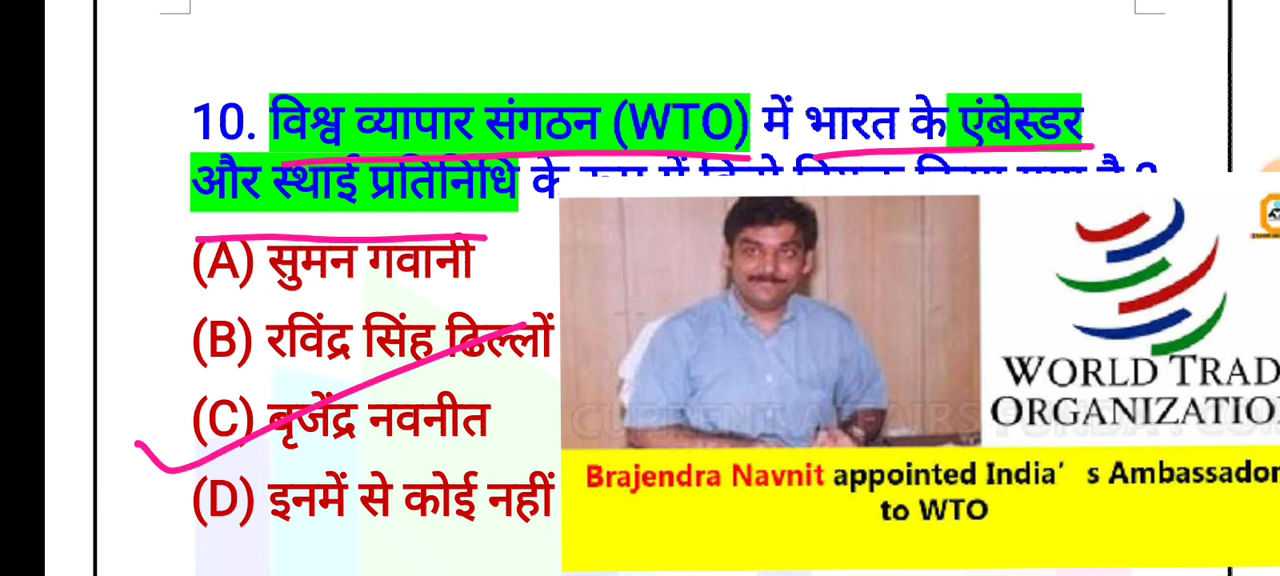 10. विश्व व्यापार संगठन (WTO) में भारत के एंबेस्डर
और स्थाई प्रतिनिधि के
(A) सुमन गवानी
(B) रविंद्र सिंह ढिल्लों
(C) बृजेंद्र नवनीत
(D) इनमें से कोई नहीं
WORLD TRAD
ORGANIZATIO
Brajendra Navnit appointed India's Ambassador
to WTO